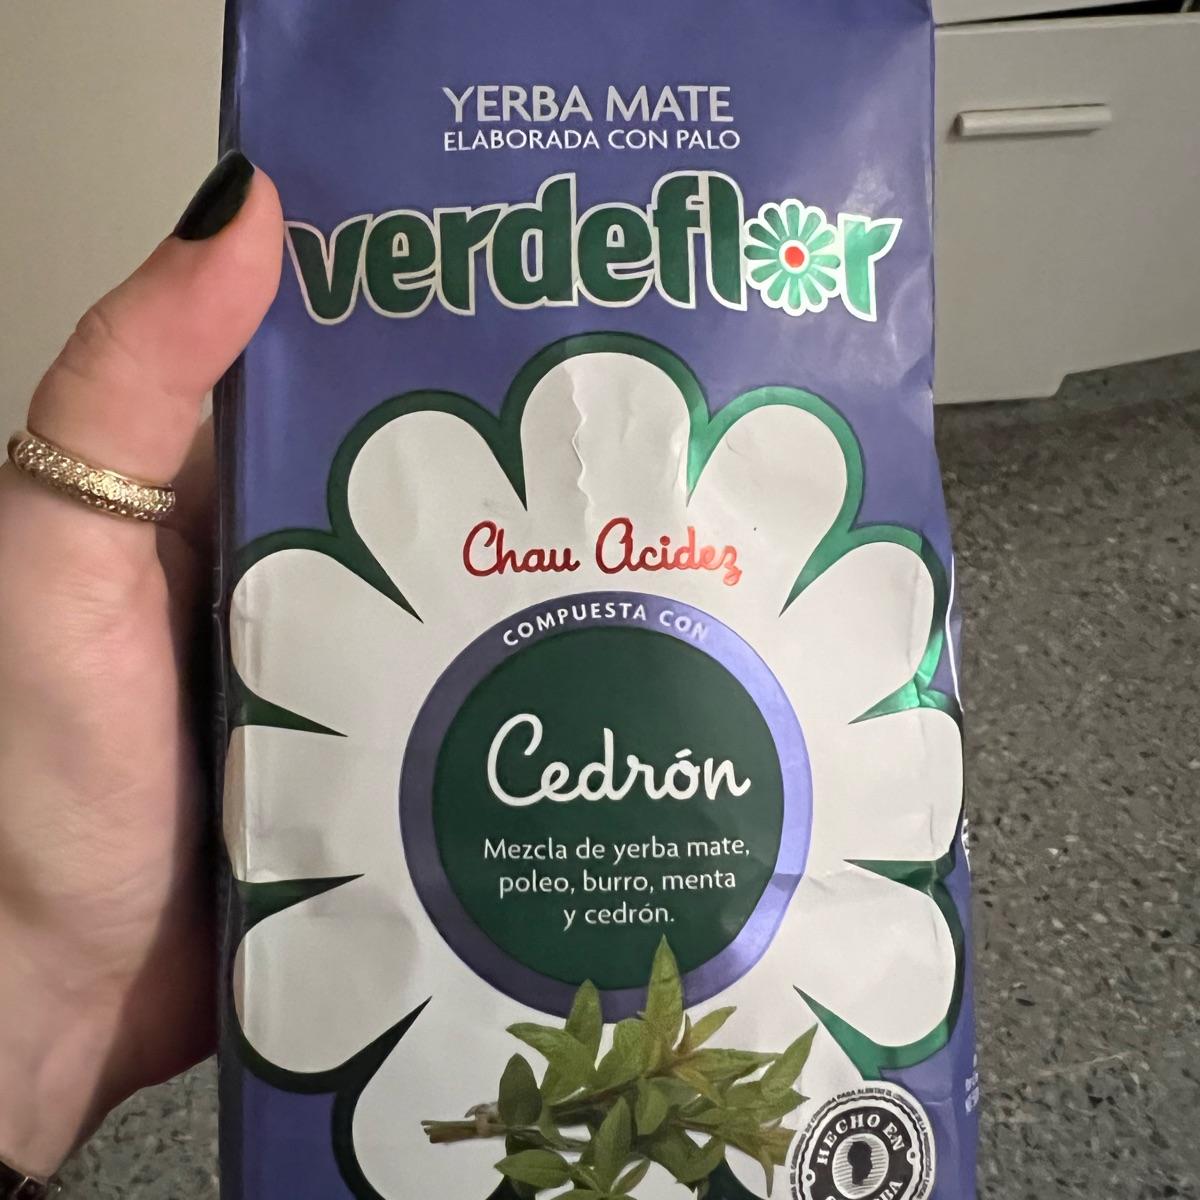 YERBA MATE
ELABORADA CON PALO
verdeflor
Chau Acidez
COMPUESTA CON
Cedrón
Mezcla de yerba mate,
poleo, burro, menta
y cedrón.
HECHO EN